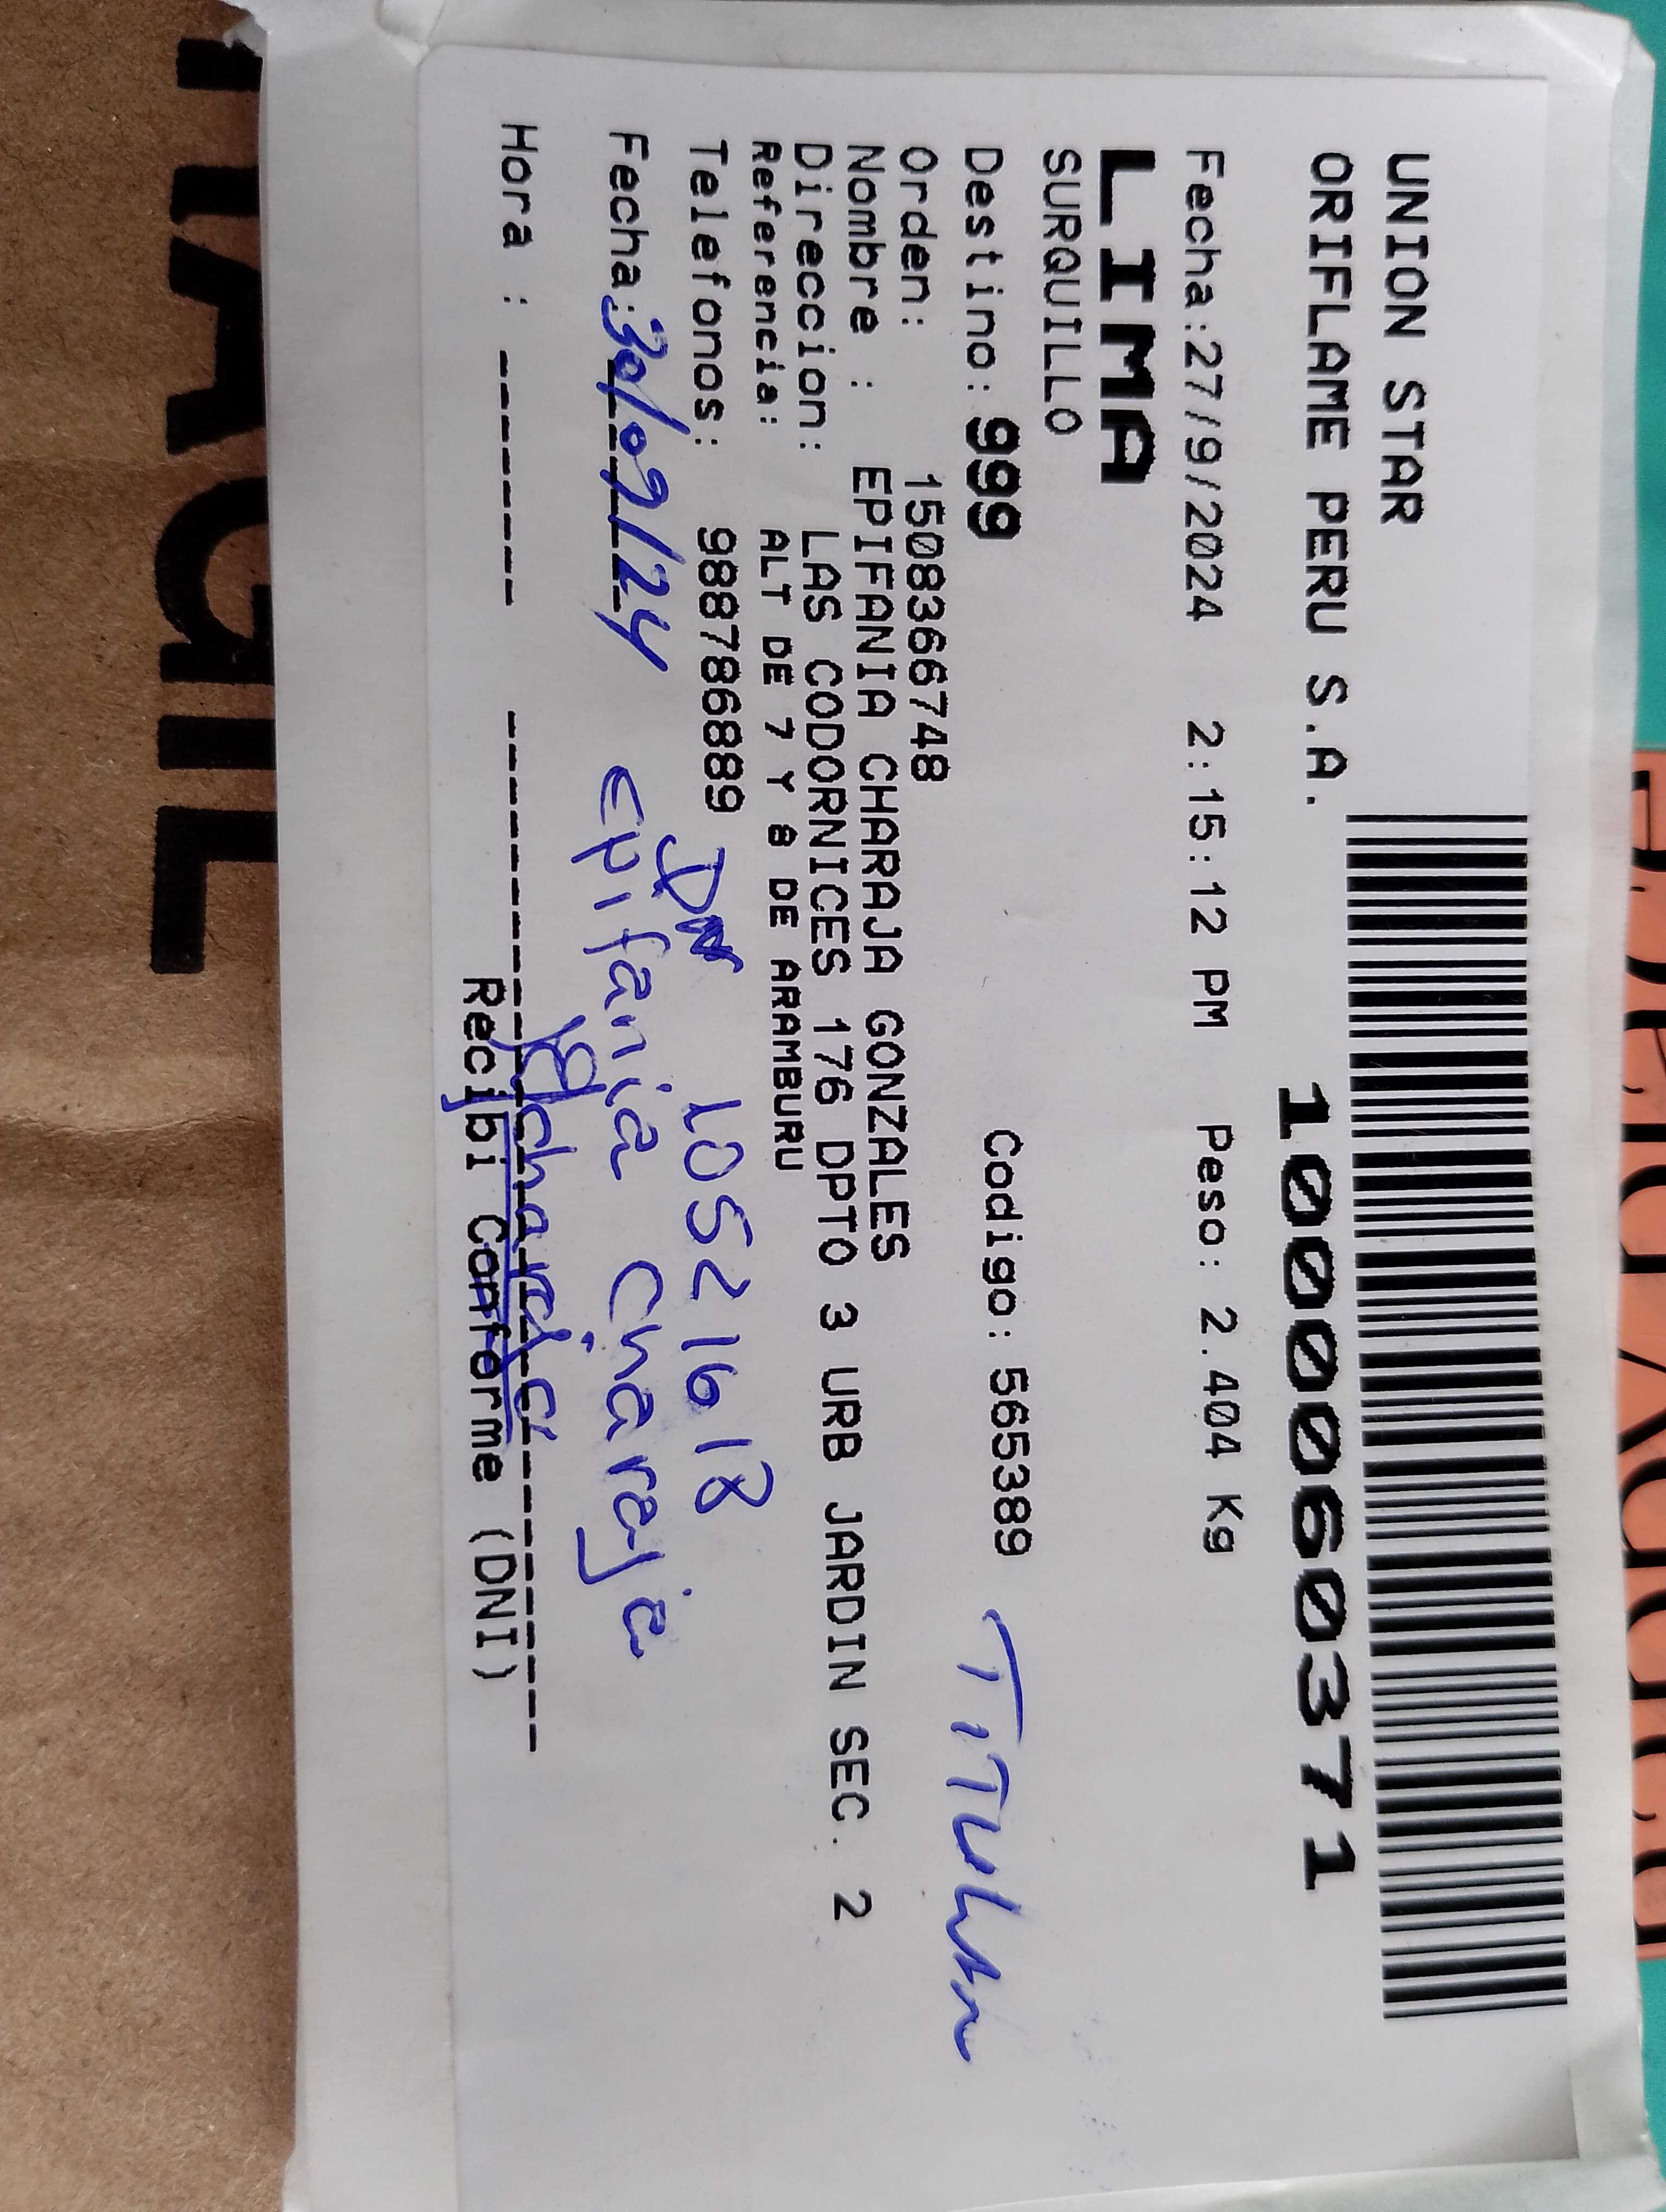 UNION STAR
ORIFLAME PERU S.A.
10000060371
Fecha:27/9/2024 2:15:12 PM Peso: 2.404 Kg
LIMA
SURQUILLO
Destino: 999 Codigo: 565389
TITULAR
Orden: 1508366748
Nombre : EPIFANIA CHARAJA GONZALES
Direccion: LAS CODORNICES 176 DPTO 3 URB JARDIN SEC. 2
Referencia: ALT DE 7 Y 8 DE ARAMBURU
Telefonos: 988786889
10521618
Fecha:30/09/24 Epifania Charaja
Hora :
Recibi Conforme (DNI)